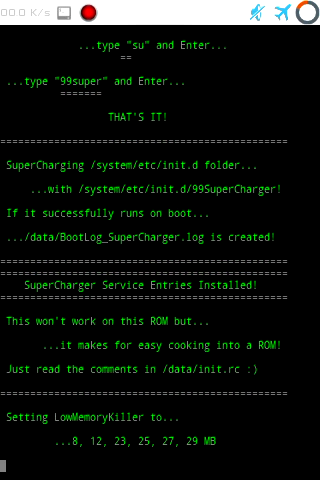 000 K/s
...type "su" and Enter...
==
...type "99super" and Enter...
=======
THAT'S IT!
================================================
SuperCharging /system/etc/init.d folder...
...with /system/etc/init.d/99SuperCharger!
If it successfully runs on boot...
.../data/BootLog_SuperCharger.log is created!
================================================
================================================
SuperCharger Service Entries Installed!
================================================
This won't work on this ROM but...
...it makes for easy cooking into a ROM!
Just read the comments in /data/init.rc :)
================================================
Setting LowMemoryKiller to...
...8, 12, 23, 25, 27, 29 MB